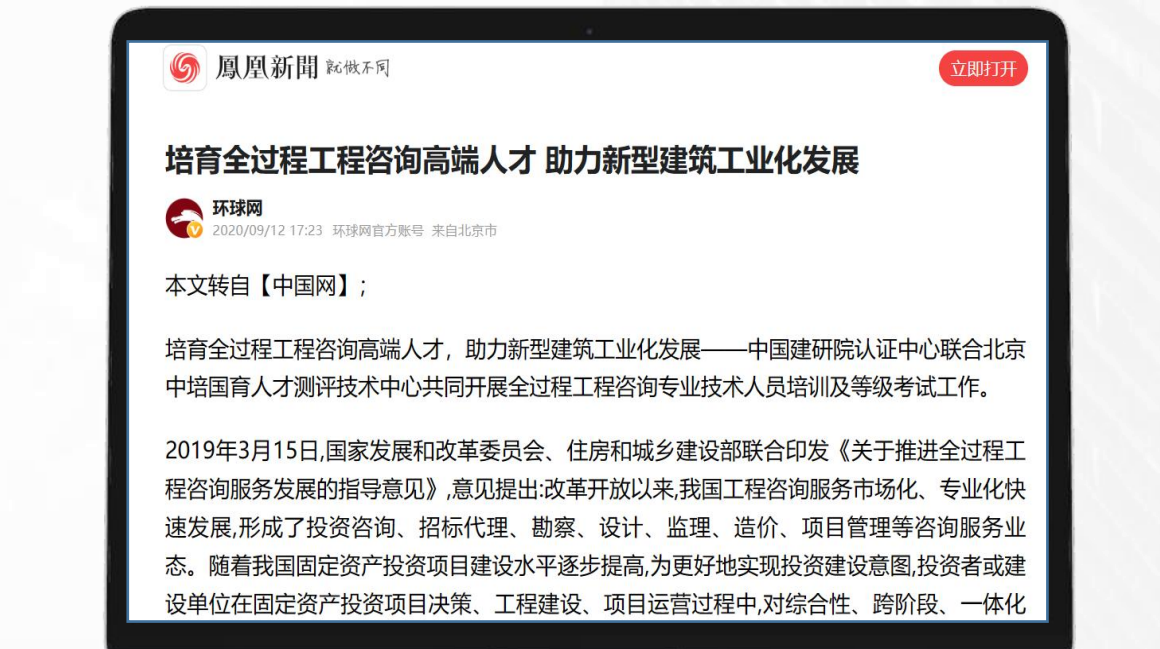 鳳凰新聞 就做不同
立即打开
培育全过程工程咨询高端人才 助力新型建筑工业化发展
环球网
2020/09/12 17:23 环球网官方账号 来自北京市
本文转自【中国网】;
培育全过程工程咨询高端人才，助力新型建筑工业化发展——中国建研院认证中心联合北京
中培国育人才测评技术中心共同开展全过程工程咨询专业技术人员培训及等级考试工作。
2019年3月15日,国家发展和改革委员会、住房和城乡建设部联合印发《关于推进全过程工
程咨询服务发展的指导意见》,意见提出:改革开放以来,我国工程咨询服务市场化、专业化快
速发展,形成了投资咨询、招标代理、勘察、设计、监理、造价、项目管理等咨询服务业
态。随着我国固定资产投资项目建设水平逐步提高,为更好地实现投资建设意图,投资者或建
设单位在固定资产投资项目决策、工程建设、项目运营过程中,对综合性、跨阶段、一体化